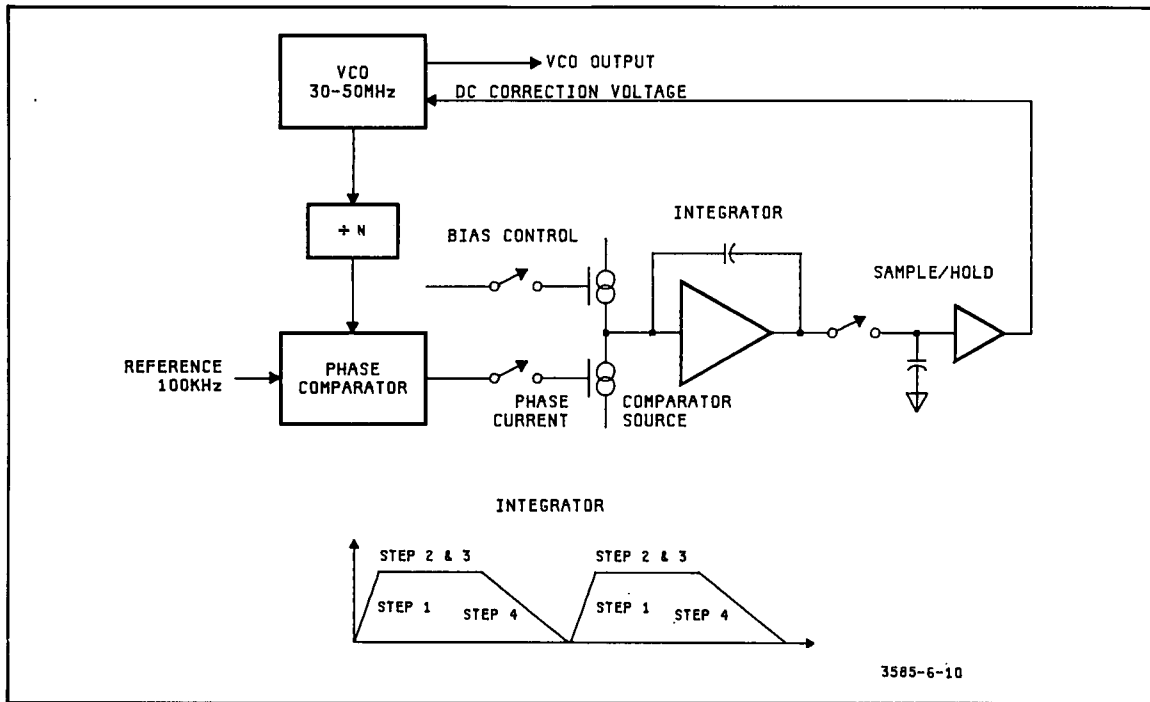 VCO
30-50MHz
VCO OUTPUT
DC CORRECTION VOLTAGE
÷ N
BIAS CONTROL
INTEGRATOR
SAMPLE/HOLD
REFERENCE
100KHz
PHASE
COMPARATOR
PHASE
CURRENT
COMPARATOR
SOURCE
INTEGRATOR
STEP 2 & 3
STEP 2 & 3
STEP 1
STEP 4
STEP 1
STEP 4
3585-6-10